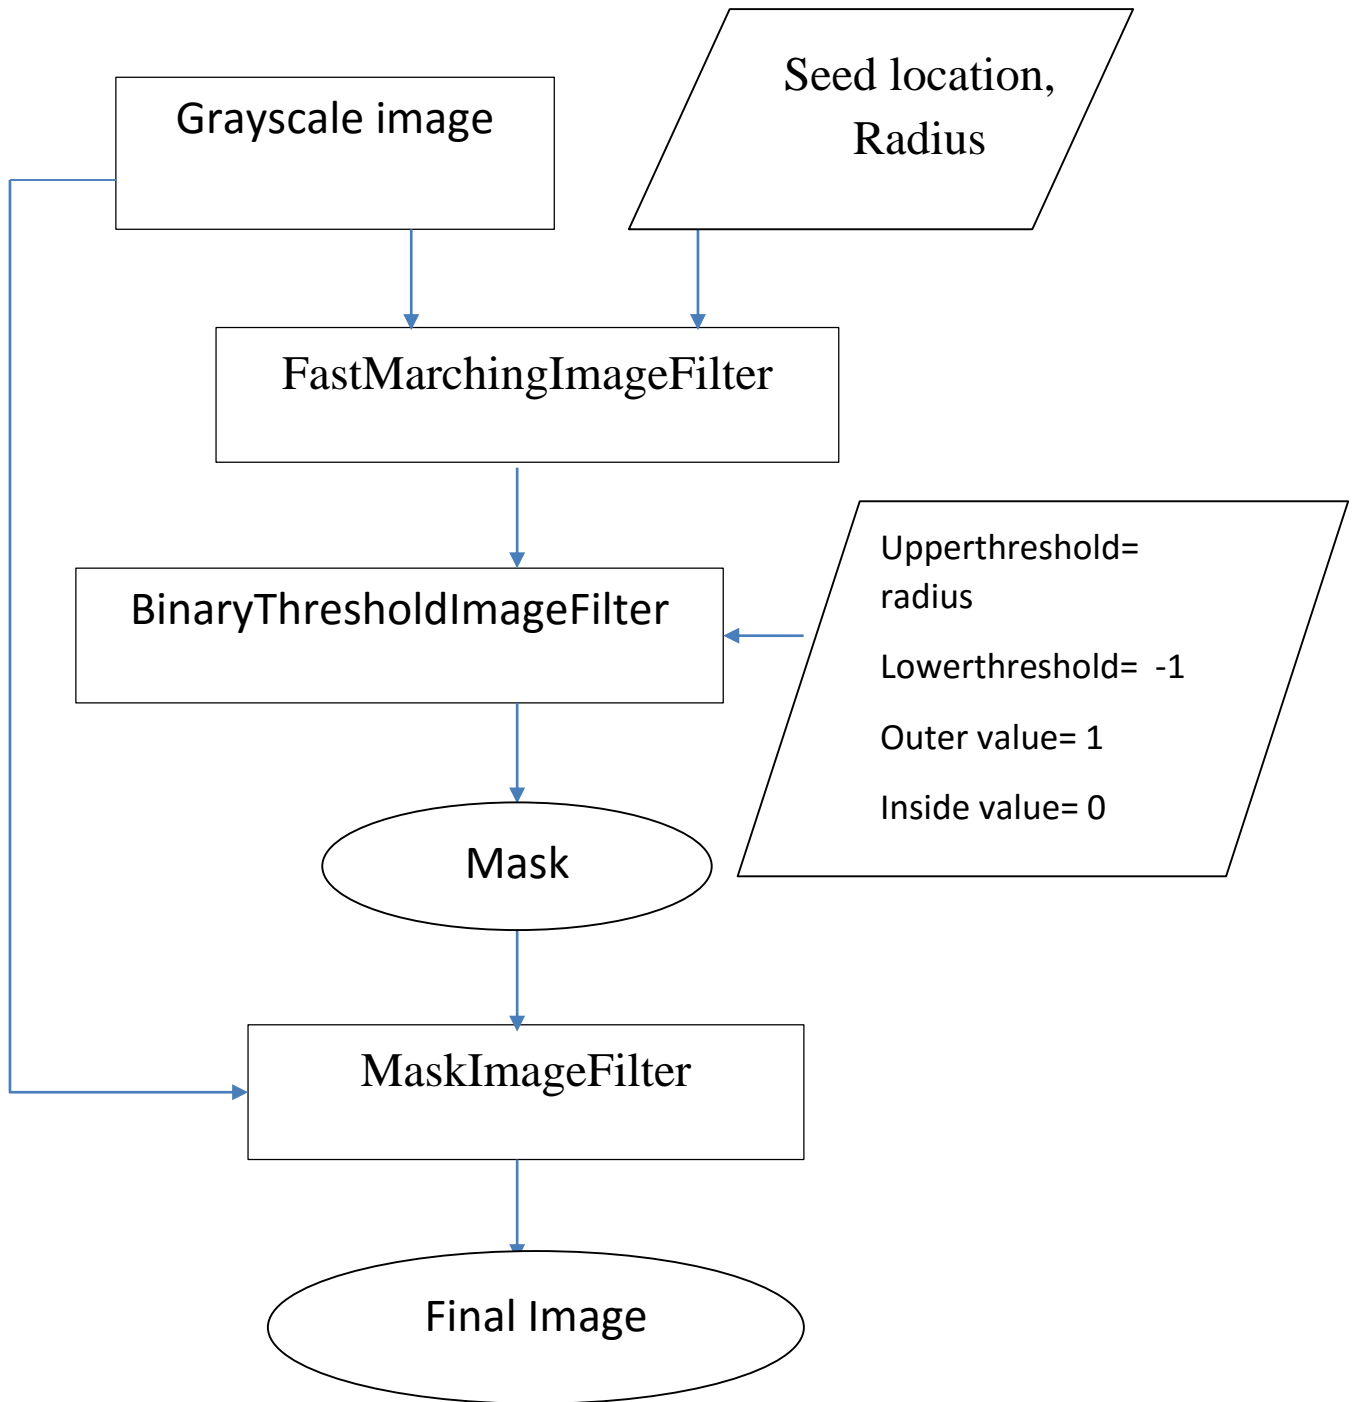 Grayscale image
Seed location,
Radius
FastMarchingImageFilter
BinaryThresholdImageFilter
Upperthreshold=
radius
Lowerthreshold= -1
Outer value= 1
Inside value= 0
Mask
MaskImageFilter
Final Image